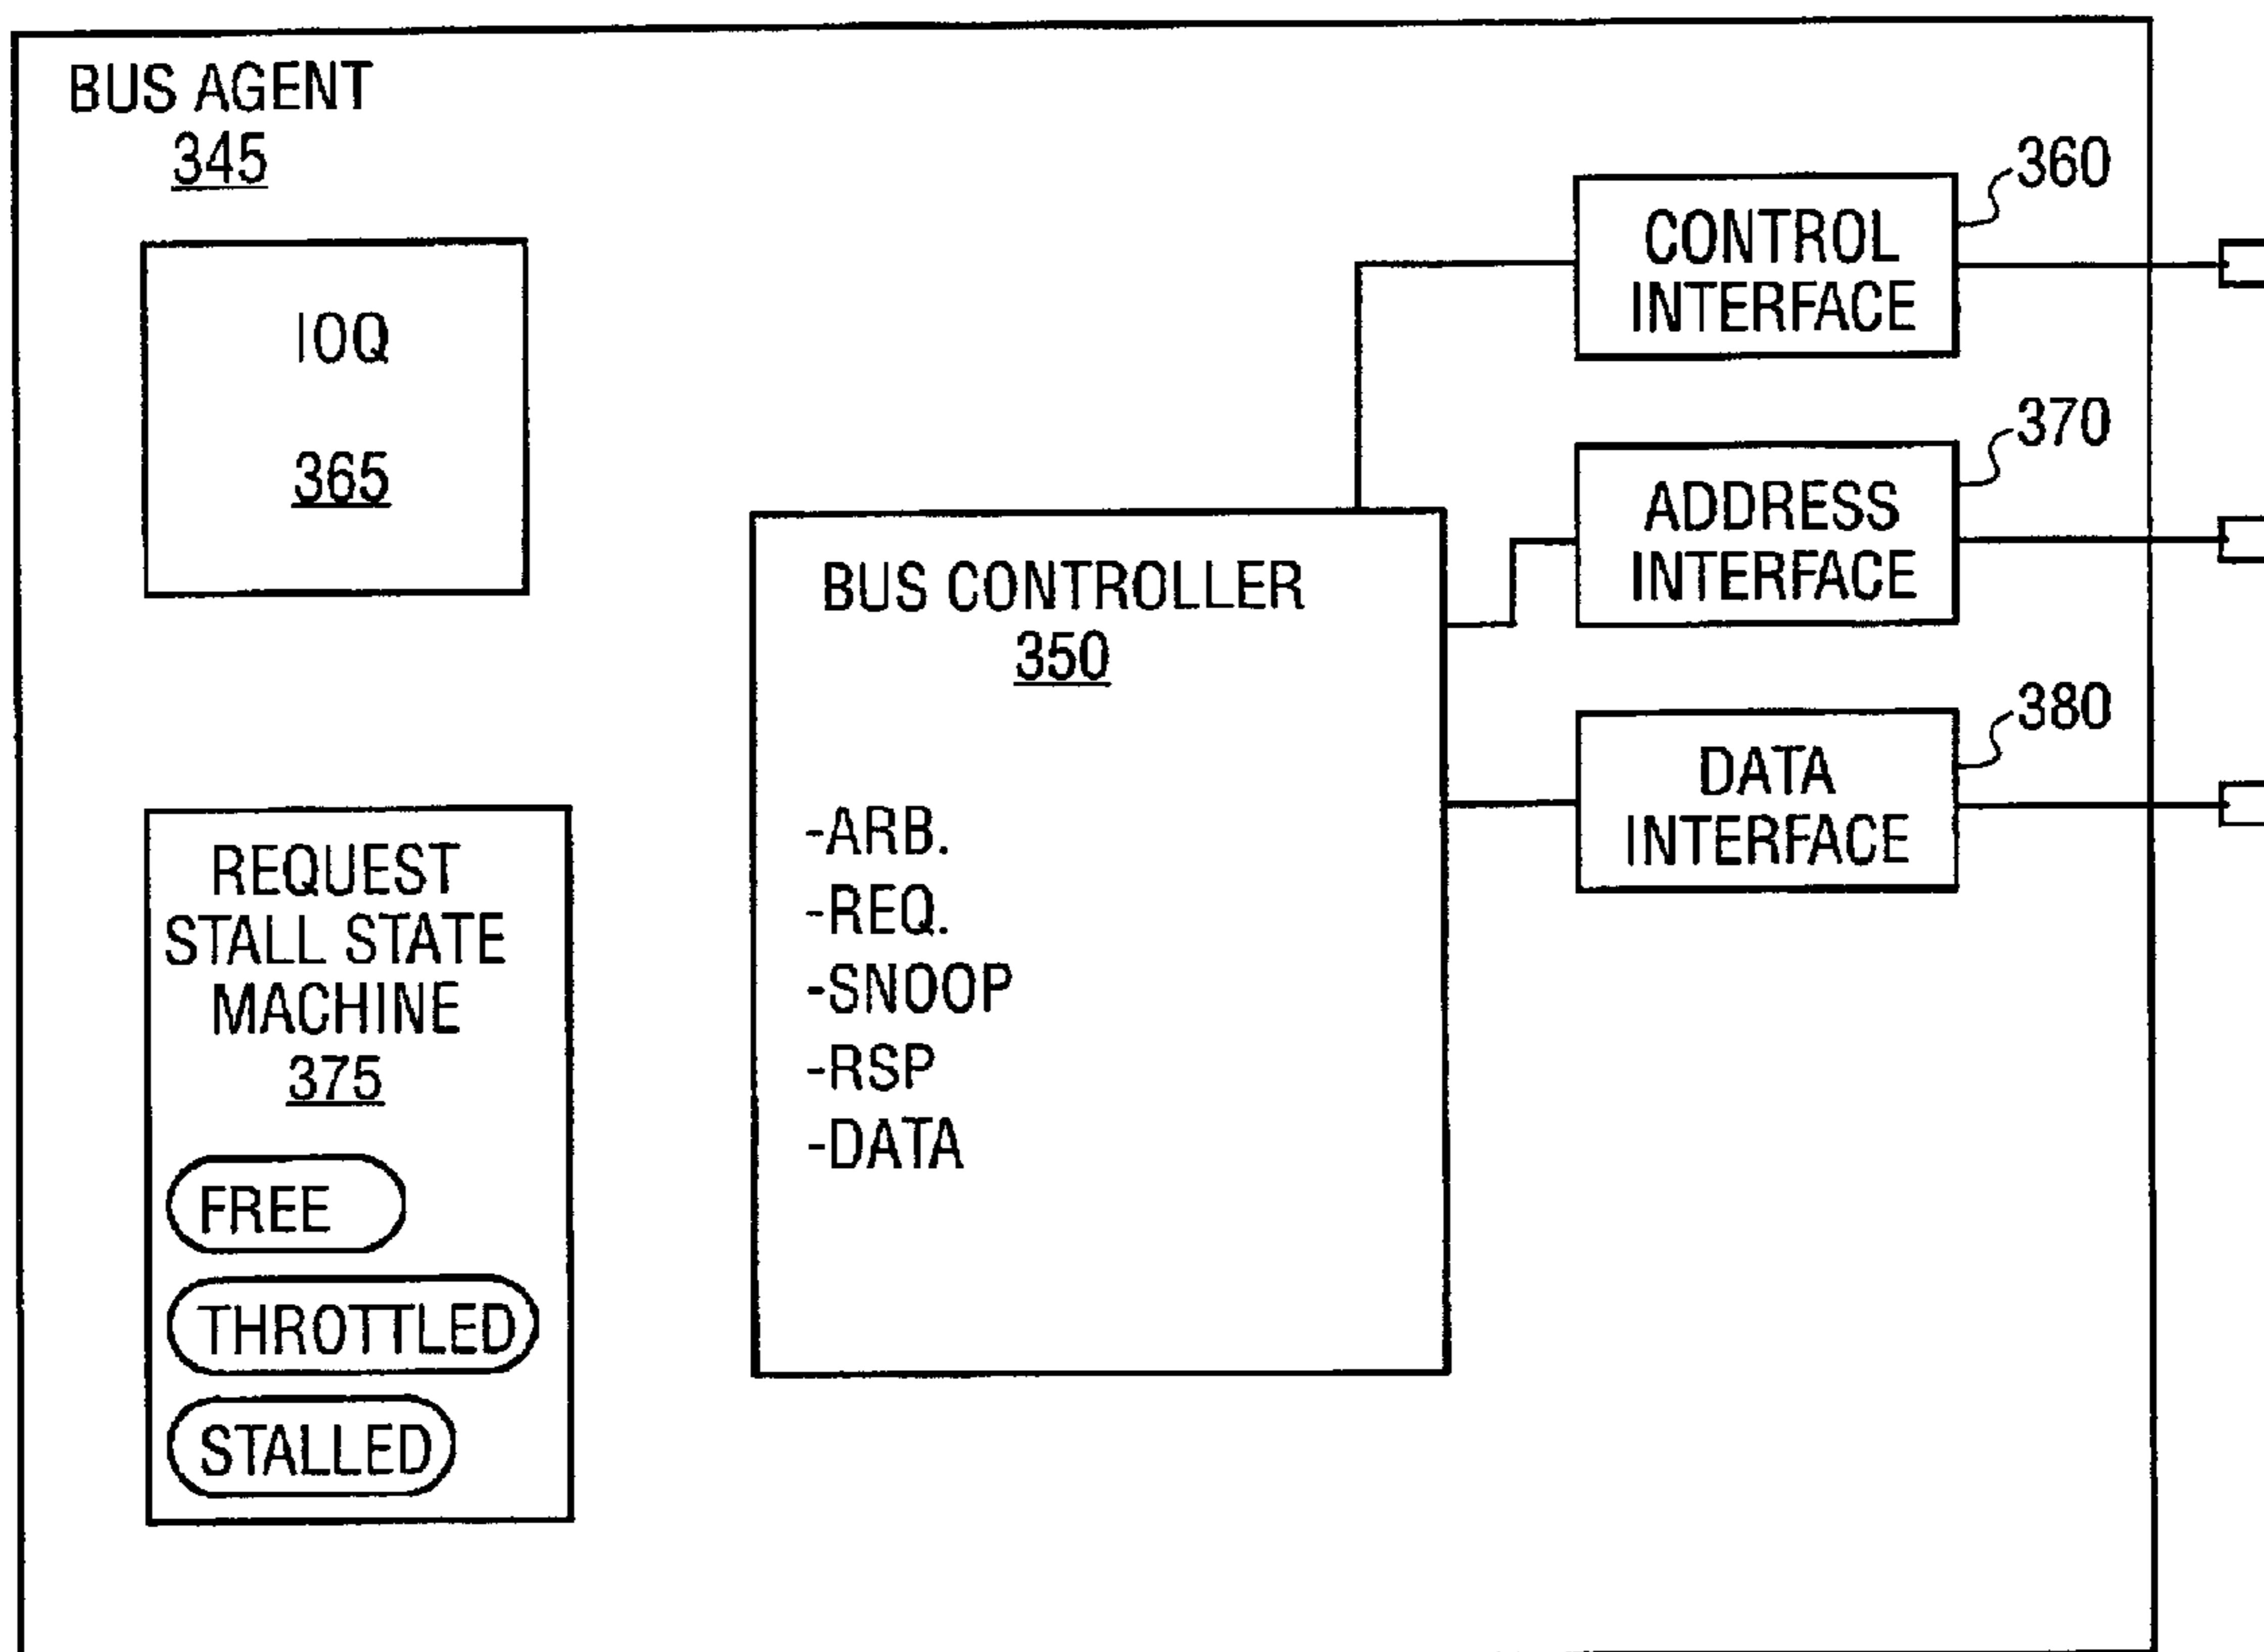 BUS AGENT
345
IOQ
365
REQUEST
STALL STATE
MACHINE
375
FREE
THROTTLED
STALLED
BUS CONTROLLER
350
-ARB.
-REQ.
-SNOOP
-RSP
-DATA
CONTROL
INTERFACE
360
ADDRESS
INTERFACE
370
DATA
INTERFACE
380